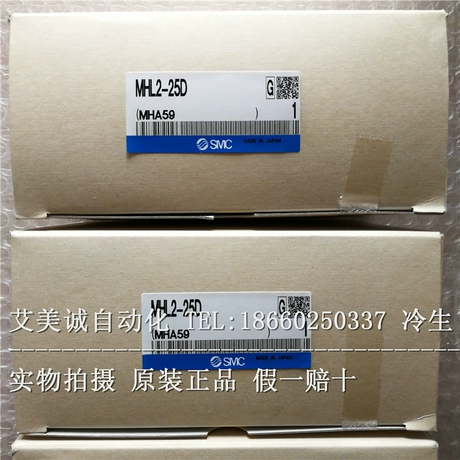 MHL2-25D
G
(MHA59 )
1
SMC
MADE IN JAPAN
MHL2-25D
G
艾美诚自动化 TEL:18660250337 冷生
(MHA59 )
1
SMC
MADE IN JAPAN
实物拍摄 原装正品 假一赔十